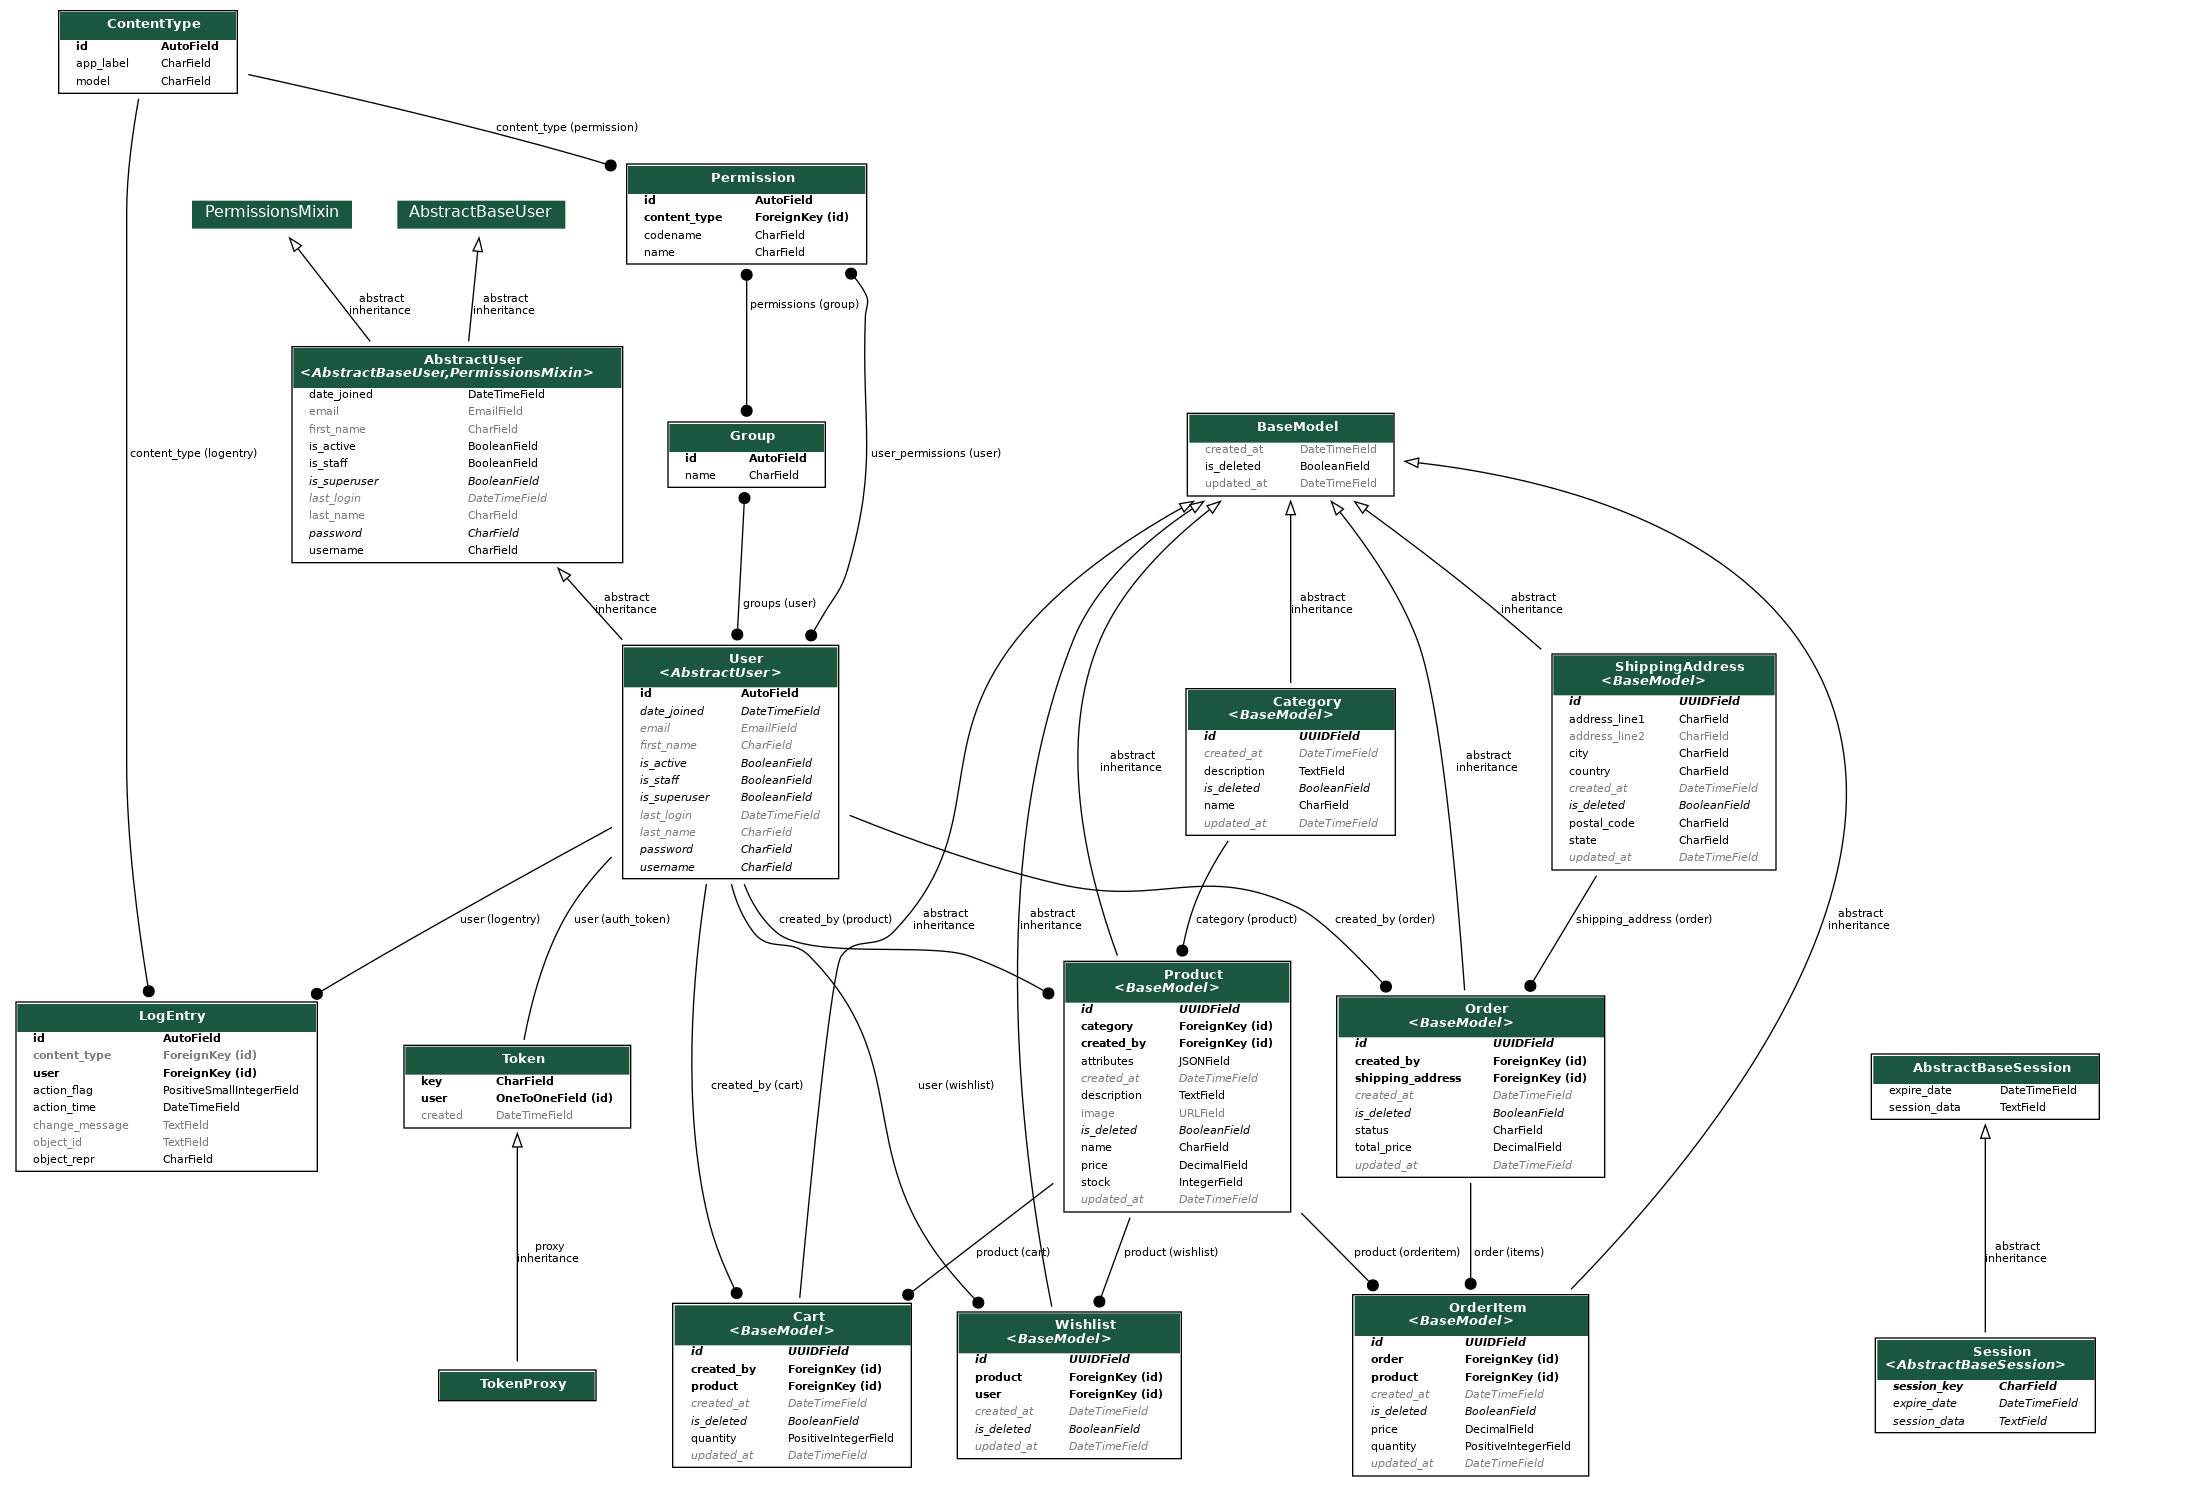 ContentType
id AutoField
app_label CharField
model CharField
content_type (permission)
Permission
id AutoField
content_type ForeignKey (id)
codename CharField
name CharField
PermissionsMixin
AbstractBaseUser
abstract
inheritance
abstract
inheritance
permissions (group)
AbstractUser
<AbstractBaseUser,PermissionsMixin>
date_joined DateTimeField
email EmailField
first_name CharField
is_active BooleanField
is_staff BooleanField
is_superuser BooleanField
last_login DateTimeField
last_name CharField
password CharField
username CharField
content_type (logentry)
Group
id AutoField
name CharField
user_permissions (user)
BaseModel
created_at DateTimeField
is_deleted BooleanField
updated_at DateTimeField
abstract
inheritance
groups (user)
abstract
inheritance
abstract
inheritance
User
<AbstractUser>
id AutoField
date_joined DateTimeField
email EmailField
first_name CharField
is_active BooleanField
is_staff BooleanField
is_superuser BooleanField
last_login DateTimeField
last_name CharField
password CharField
username CharField
abstract
inheritance
Category
<BaseModel>
id UUIDField
created_at DateTimeField
description TextField
is_deleted BooleanField
name CharField
updated_at DateTimeField
abstract
inheritance
ShippingAddress
<BaseModel>
id UUIDField
address_line1 CharField
address_line2 CharField
city CharField
country CharField
created_at DateTimeField
is_deleted BooleanField
postal_code CharField
state CharField
updated_at DateTimeField
user (logentry)
user (auth_token)
created_by (product)
abstract
inheritance
abstract
inheritance
category (product)
created_by (order)
shipping_address (order)
abstract
inheritance
LogEntry
id AutoField
content_type ForeignKey (id)
user ForeignKey (id)
action_flag PositiveSmallIntegerField
action_time DateTimeField
change_message TextField
object_id TextField
object_repr CharField
Token
key CharField
user OneToOneField (id)
created DateTimeField
created_by (cart)
user (wishlist)
Product
<BaseModel>
id UUIDField
category ForeignKey (id)
created_by ForeignKey (id)
attributes JSONField
created_at DateTimeField
description TextField
image URLField
is_deleted BooleanField
name CharField
price DecimalField
stock IntegerField
updated_at DateTimeField
Order
<BaseModel>
id UUIDField
created_by ForeignKey (id)
shipping_address ForeignKey (id)
created_at DateTimeField
is_deleted BooleanField
status CharField
total_price DecimalField
updated_at DateTimeField
AbstractBaseSession
expire_date DateTimeField
session_data TextField
proxy
inheritance
product (cart)
product (wishlist)
product (orderitem)
order (items)
abstract
inheritance
TokenProxy
Cart
<BaseModel>
id UUIDField
created_by ForeignKey (id)
product ForeignKey (id)
created_at DateTimeField
is_deleted BooleanField
quantity PositiveIntegerField
updated_at DateTimeField
Wishlist
<BaseModel>
id UUIDField
product ForeignKey (id)
user ForeignKey (id)
created_at DateTimeField
is_deleted BooleanField
updated_at DateTimeField
OrderItem
<BaseModel>
id UUIDField
order ForeignKey (id)
product ForeignKey (id)
created_at DateTimeField
is_deleted BooleanField
price DecimalField
quantity PositiveIntegerField
updated_at DateTimeField
Session
<AbstractBaseSession>
session_key CharField
expire_date DateTimeField
session_data TextField